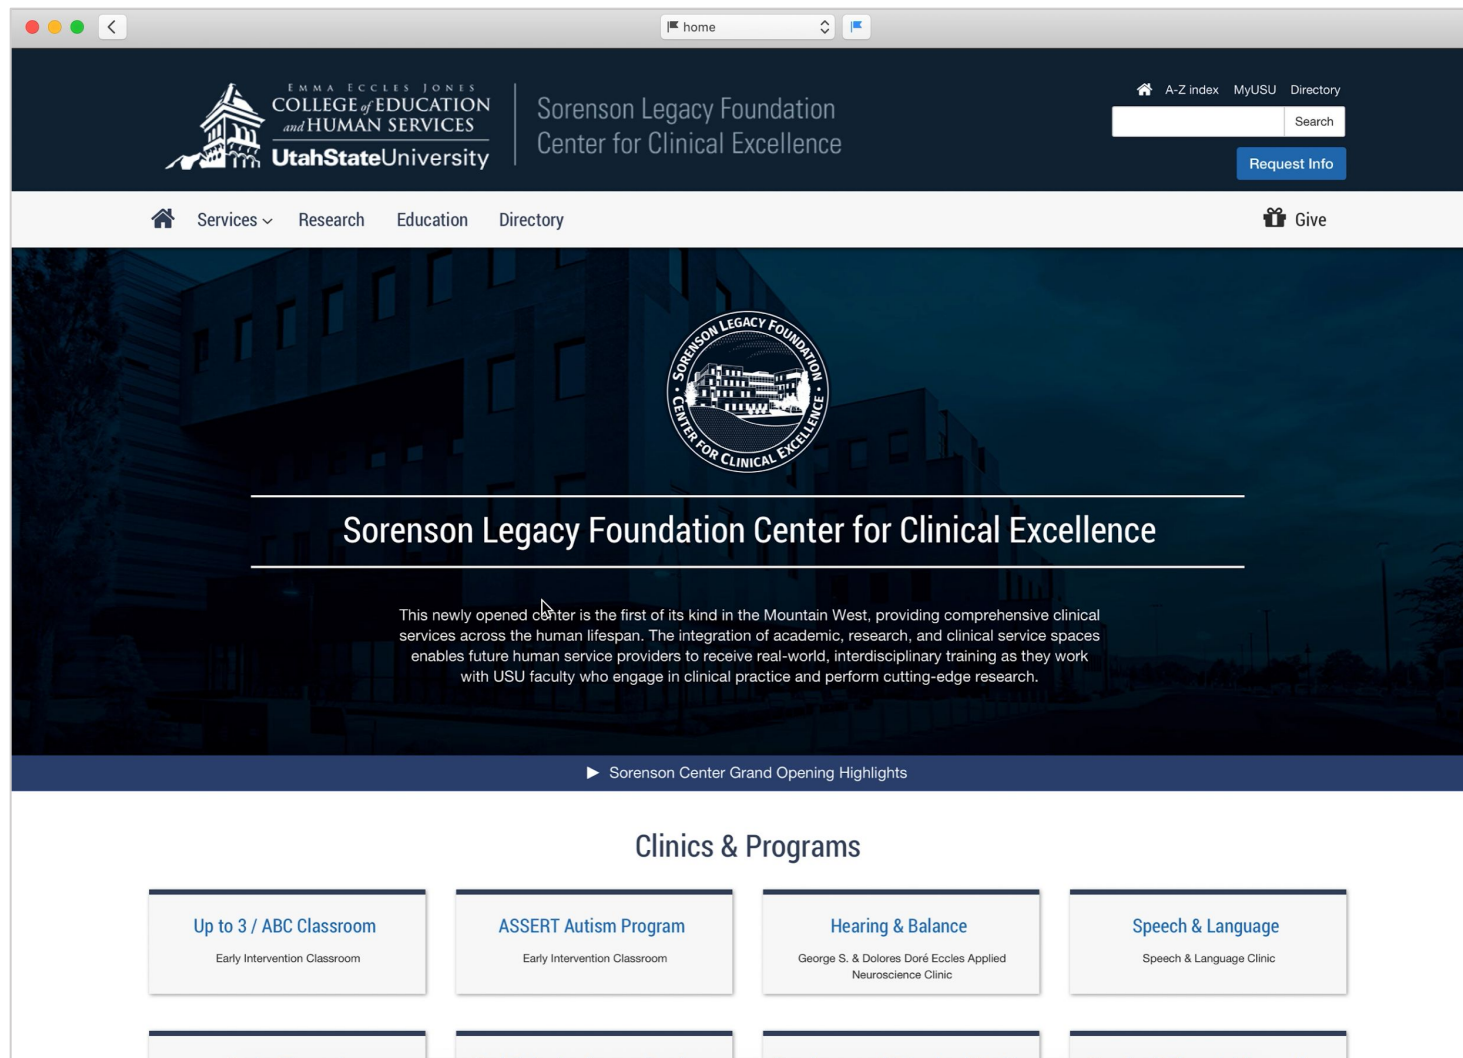 home
EMMA ECCLES JONES
COLLEGE of EDUCATION
and HUMAN SERVICES
UtahStateUniversity
Sorenson Legacy Foundation
Center for Clinical Excellence
A-Z index MyUSU Directory
Search
Request Info
Services Research Education Directory
Give
SORENSON LEGACY FOUNDATION
CENTER FOR CLINICAL EXCELLENCE
Sorenson Legacy Foundation Center for Clinical Excellence
This newly opened center is the first of its kind in the Mountain West, providing comprehensive clinical
services across the human lifespan. The integration of academic, research, and clinical service spaces
enables future human service providers to receive real-world, interdisciplinary training as they work
with USU faculty who engage in clinical practice and perform cutting-edge research.
Sorenson Center Grand Opening Highlights
Clinics & Programs
Up to 3 / ABC Classroom
Early Intervention Classroom
ASSERT Autism Program
Early Intervention Classroom
Hearing & Balance
George S. & Dolores Doré Eccles Applied
Neuroscience Clinic
Speech & Language
Speech & Language Clinic